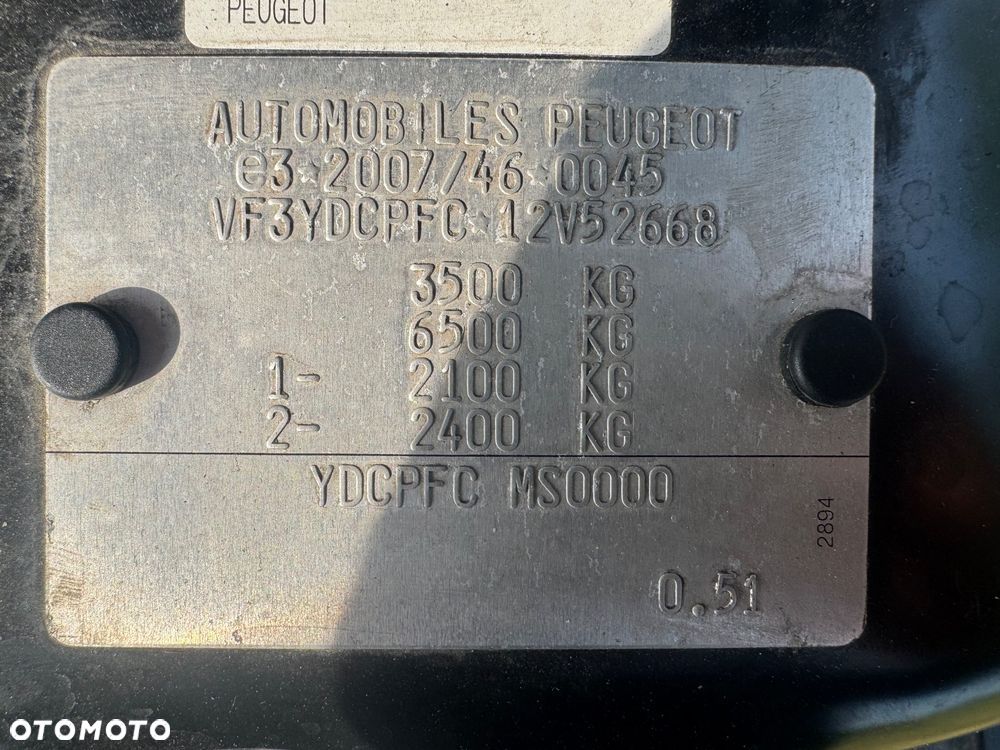 PEUGEOT
AUTOMOBILES PEUGEOT
e3*2007/46*0045
VF3YDCPFC*12V52668
3500 KG
6500 KG
1- 2100 KG
2- 2400 KG
YDCPFC MS0000
2894
0.51
OTOMOTO